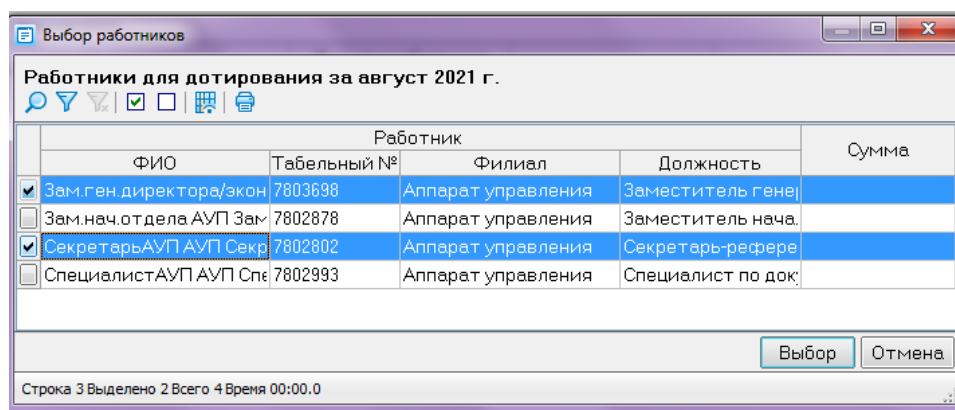 Выбор работников
Работники для дотирования за август 2021 г.
Работник
Сумма
ФИО Табельный № Филиал Должность
Зам.ген.директора/экон 7803698 Аппарат управления Заместитель гене
Зам.нач.отдела АУП Зам 7802878 Аппарат управления Заместитель нача.
СекретарьАУП АУП Секр 7802802 Аппарат управления Секретарь-рефере
СпециалистАУП АУП Спе 7802993 Аппарат управления Специалист по док
Выбор Отмена
Строка 3 Выделено 2 Всего 4 Время 00:00.0